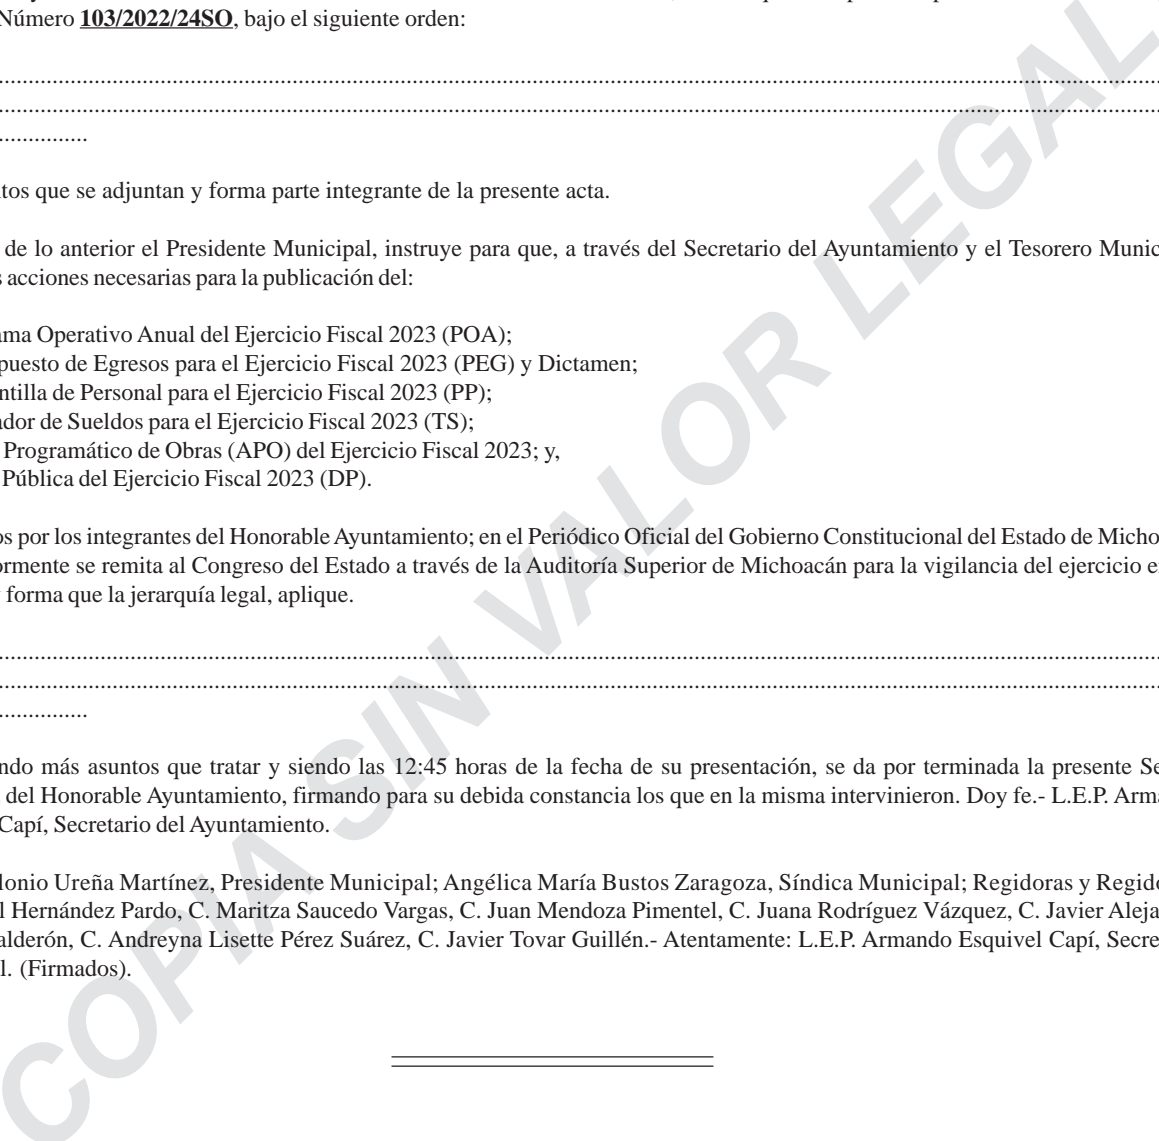 Número 103/2022/24SO, bajo el siguiente orden:
....................................................................................................
....................................................................................................
................
tos que se adjuntan y forma parte integrante de la presente acta.
de lo anterior el Presidente Municipal, instruye para que, a través del Secretario del Ayuntamiento y el Tesorero Munic
s acciones necesarias para la publicación del:
ama Operativo Anual del Ejercicio Fiscal 2023 (POA);
puesto de Egresos para el Ejercicio Fiscal 2023 (PEG) y Dictamen;
ntilla de Personal para el Ejercicio Fiscal 2023 (PP);
ador de Sueldos para el Ejercicio Fiscal 2023 (TS);
Programático de Obras (APO) del Ejercicio Fiscal 2023; y,
Pública del Ejercicio Fiscal 2023 (DP).
os por los integrantes del Honorable Ayuntamiento; en el Periódico Oficial del Gobierno Constitucional del Estado de Micho
ormente se remita al Congreso del Estado a través de la Auditoría Superior de Michoacán para la vigilancia del ejercicio e
y forma que la jerarquía legal, aplique.
....................................................................................................
....................................................................................................
................
ndo más asuntos que tratar y siendo las 12:45 horas de la fecha de su presentación, se da por terminada la presente Se
del Honorable Ayuntamiento, firmando para su debida constancia los que en la misma intervinieron. Doy fe.- L.E.P. Arma
Capí, Secretario del Ayuntamiento.
lonio Ureña Martínez, Presidente Municipal; Angélica María Bustos Zaragoza, Síndica Municipal; Regidoras y Regido
l Hernández Pardo, C. Maritza Saucedo Vargas, C. Juan Mendoza Pimentel, C. Juana Rodríguez Vázquez, C. Javier Aleja
alderón, C. Andreyna Lisette Pérez Suárez, C. Javier Tovar Guillén.- Atentamente: L.E.P. Armando Esquivel Capí, Secre
l. (Firmados).
COPIA SIN VALOR LEGAL